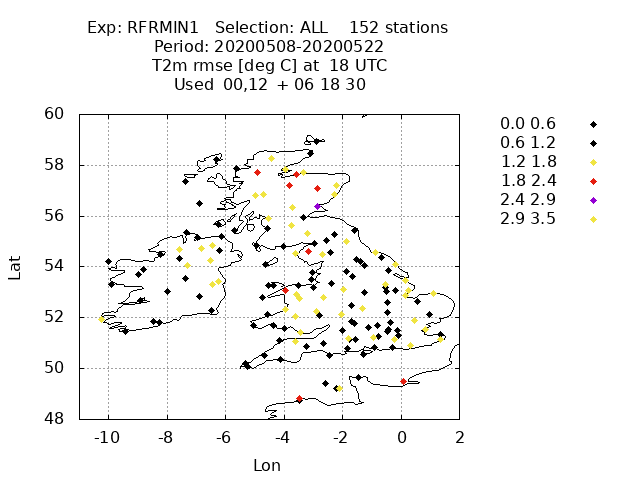 Exp: RFRMIN1 Selection: ALL 152 stations
Period: 20200508-20200522
T2m rmse [deg C] at 18 UTC
Used 00,12 + 06 18 30
60
58
56
54
52
50
48
Lat
-10 -8 -6 -4 -2 0 2
Lon
0.0 0.6
0.6 1.2
1.2 1.8
1.8 2.4
2.4 2.9
2.9 3.5